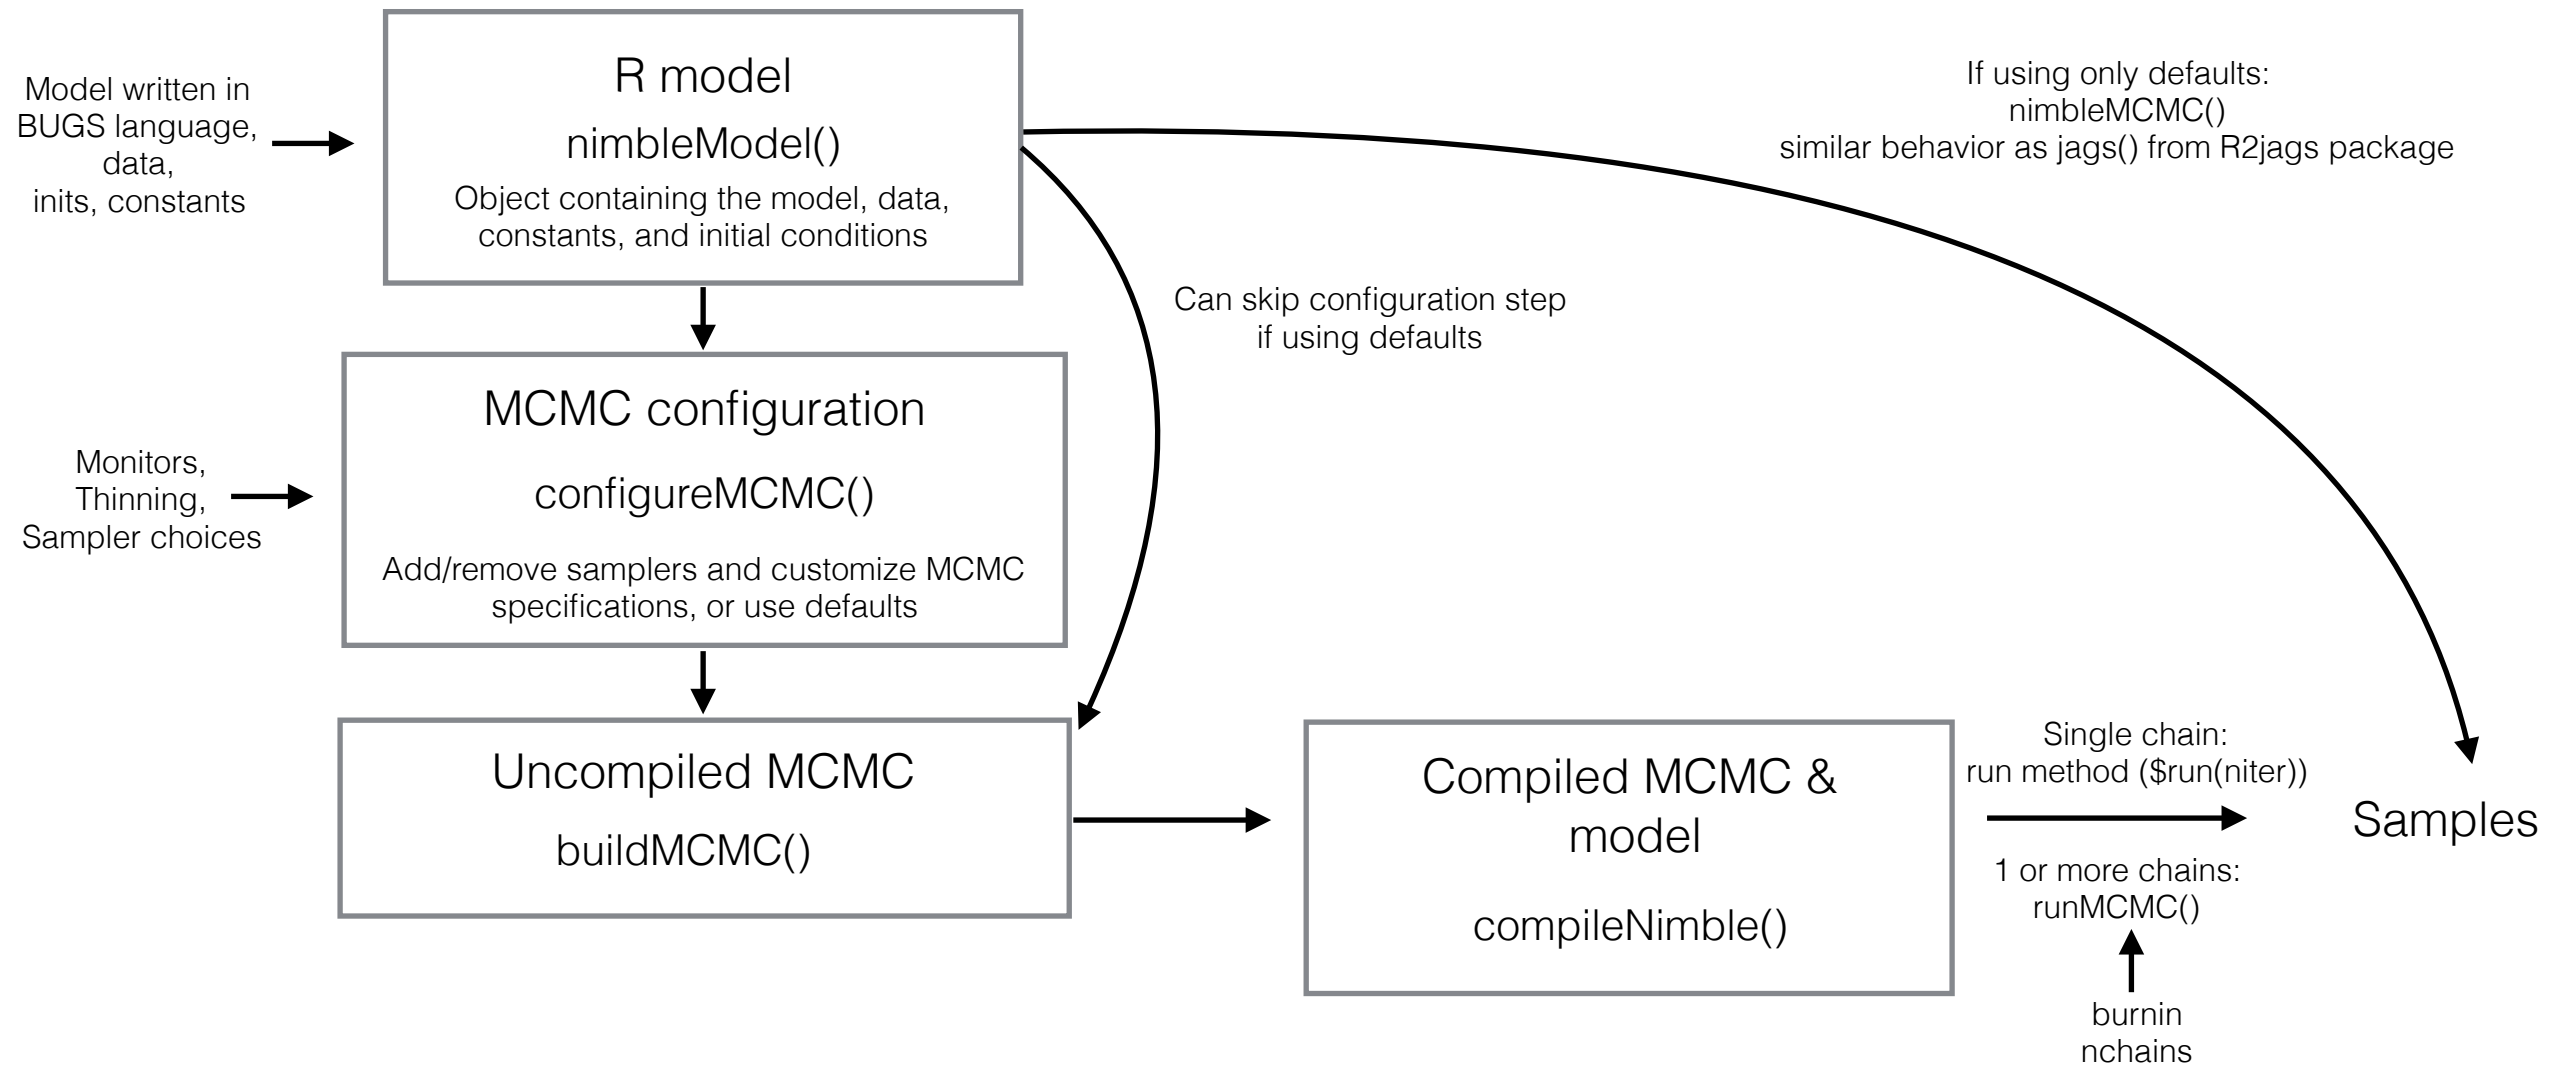 Model written in
BUGS language,
data,
inits, constants
R model
nimbleModel()
Object containing the model, data,
constants, and initial conditions
If using only defaults:
nimbleMCMC()
similar behavior as jags() from R2jags package
Can skip configuration step
if using defaults
Monitors,
Thinning,
Sampler choices
MCMC configuration
configureMCMC()
Add/remove samplers and customize MCMC
specifications, or use defaults
Uncompiled MCMC
buildMCMC()
Compiled MCMC &
model
compileNimble()
Single chain:
run method ($run(niter))
1 or more chains:
runMCMC()
burnin
nchains
Samples